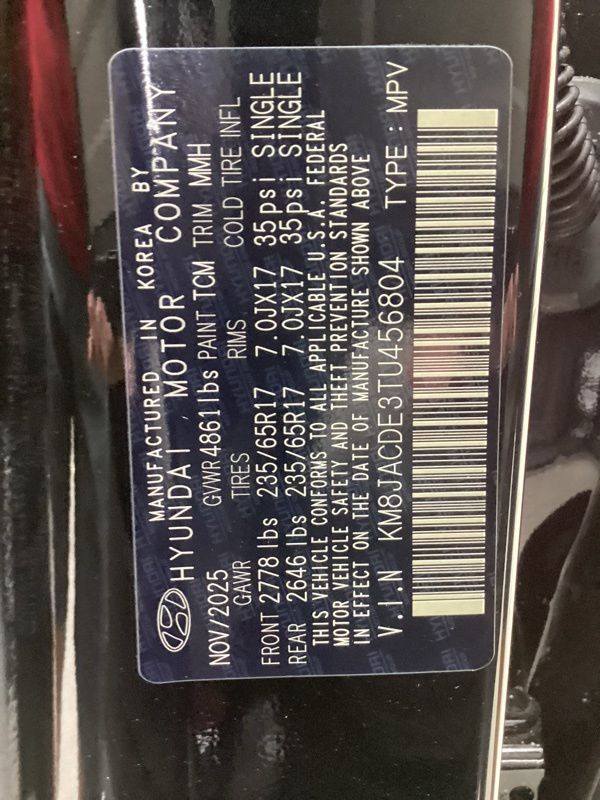 MANUFACTURED IN KOREA BY
HYUNDAI MOTOR COMPANY
NOV/2025 GVWR 4861 lbs PAINT TCM TRIM MMH
GAWR TIRES RIMS COLD TIRE INFL
FRONT 2778 lbs 235/65R17 7.0JX17 35psi SINGLE
REAR 2646 lbs 235/65R17 7.0JX17 35psi SINGLE
THIS VEHICLE CONFORMS TO ALL APPLICABLE U.S.A. FEDERAL
MOTOR VEHICLE SAFETY AND THEFT PREVENTION STANDARDS
IN EFFECT ON THE DATE OF MANUFACTURE SHOWN ABOVE
V.I.N KM8JACDE3TU456804 TYPE : MPV